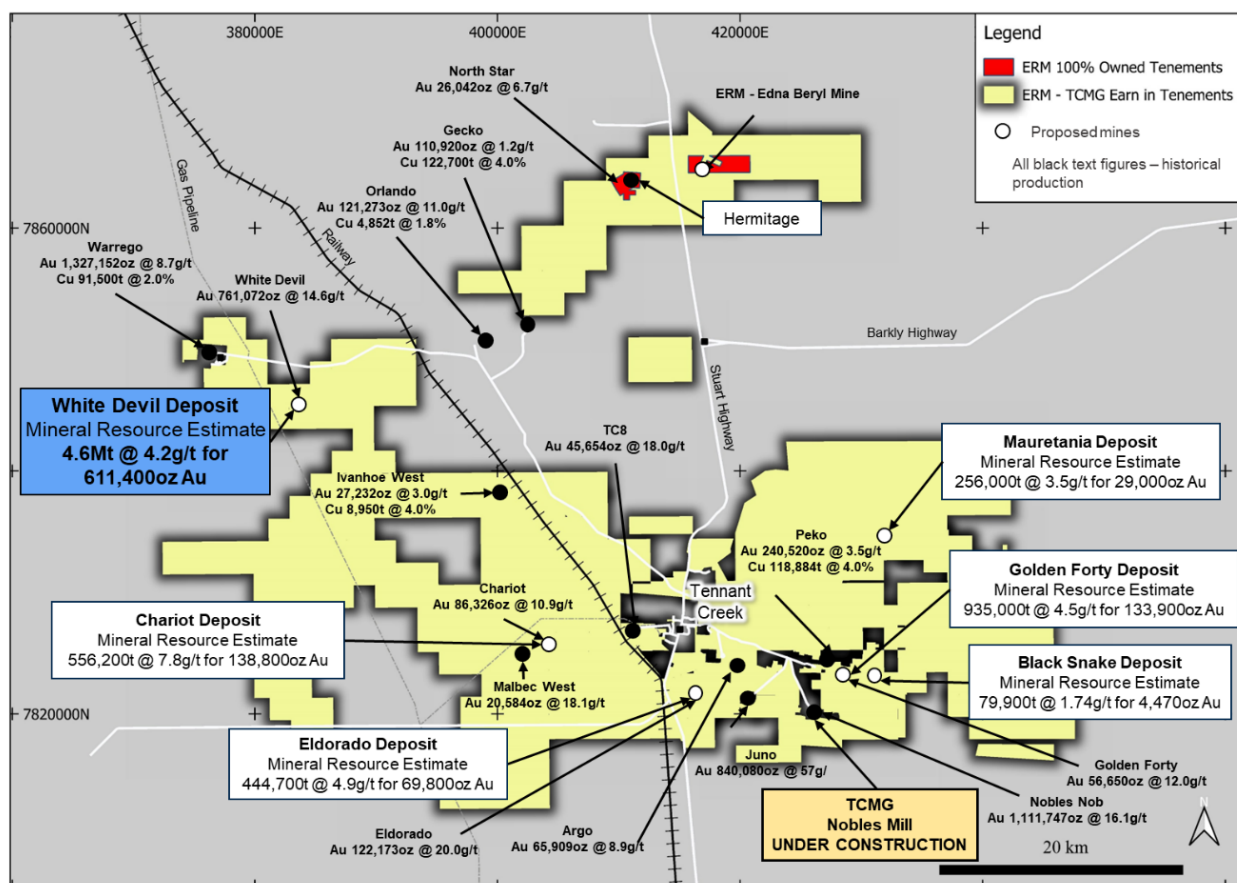 380000E
400000E
420000E
Legend
ERM 100% Owned Tenements
ERM - TCMG Earn in Tenements
Proposed mines
All black text figures – historical
production
North Star
Au 26,042oz @ 6.7g/t
ERM - Edna Beryl Mine
Gecko
Au 110,920oz @ 1.2g/t
Cu 122,700t @ 4.0%
Orlando
Au 121,273oz @ 11.0g/t
Cu 4,852t @ 1.8%
Hermitage
Gas Pipeline
Railway
7860000N
Warrego
Au 1,327,152oz @ 8.7g/t
Cu 91,500t @ 2.0%
White Devil
Au 761,072oz @ 14.6g/t
Barkly Highway
Stuart Highway
White Devil Deposit
Mineral Resource Estimate
4.6Mt @ 4.2g/t for
611,400oz Au
TC8
Au 45,654oz @ 18.0g/t
Mauretania Deposit
Mineral Resource Estimate
256,000t @ 3.5g/t for 29,000oz Au
Ivanhoe West
Au 27,232oz @ 3.0g/t
Cu 8,950t @ 4.0%
Peko
Au 240,520oz @ 3.5g/t
Cu 118,884t @ 4.0%
Golden Forty Deposit
Mineral Resource Estimate
935,000t @ 4.5g/t for 133,900oz Au
Chariot
Au 86,326oz @ 10.9g/t
Tennant
Creek
Chariot Deposit
Mineral Resource Estimate
556,200t @ 7.8g/t for 138,800oz Au
Black Snake Deposit
Mineral Resource Estimate
79,900t @ 1.74g/t for 4,470oz Au
Malbec West
Au 20,584oz @ 18.1g/t
7820000N
Eldorado Deposit
Mineral Resource Estimate
444,700t @ 4.9g/t for 69,800oz Au
Juno
Au 840,080oz @ 57g/
Golden Forty
Au 56,650oz @ 12.0g/t
TCMG
Nobles Mill
UNDER CONSTRUCTION
Nobles Nob
Au 1,111,747oz @ 16.1g/t
Eldorado
Au 122,173oz @ 20.0g/t
Argo
Au 65,909oz @ 8.9g/t
N
20 km